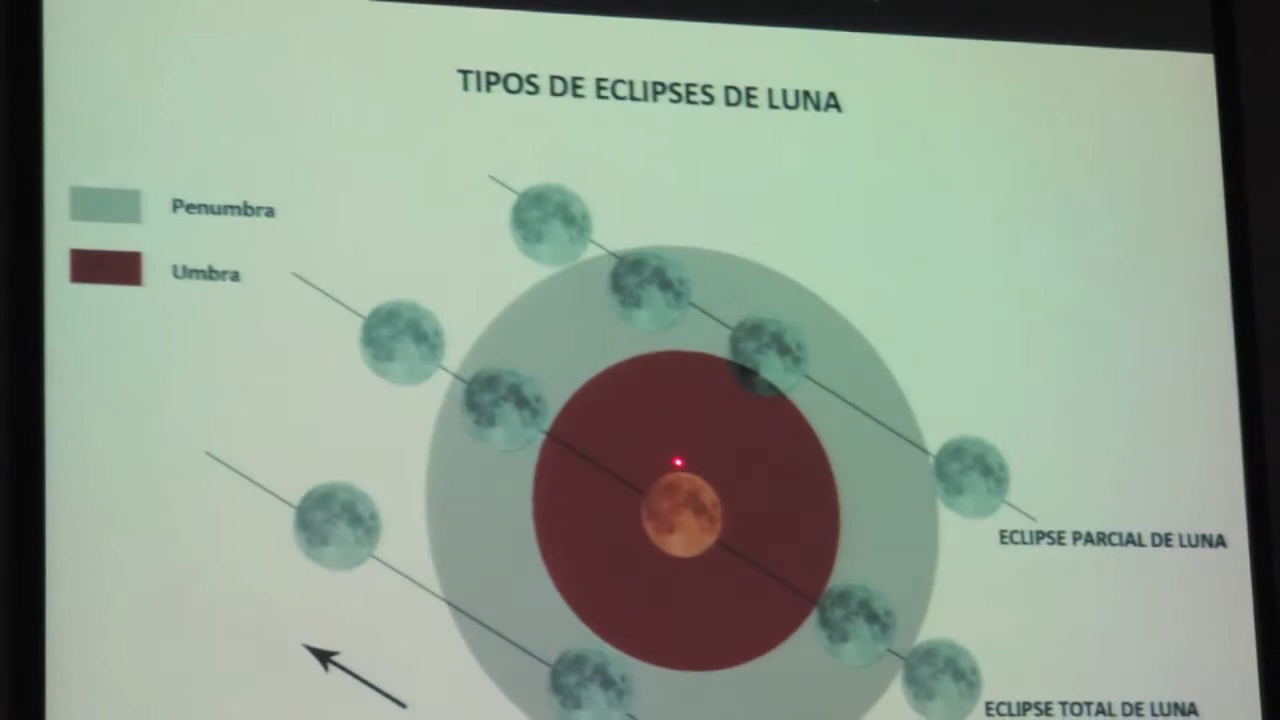 TIPOS DE ECLIPSES DE LUNA
Penumbra
Umbra
ECLIPSE PARCIAL DE LUNA
ECLIPSE TOTAL DE LUNA